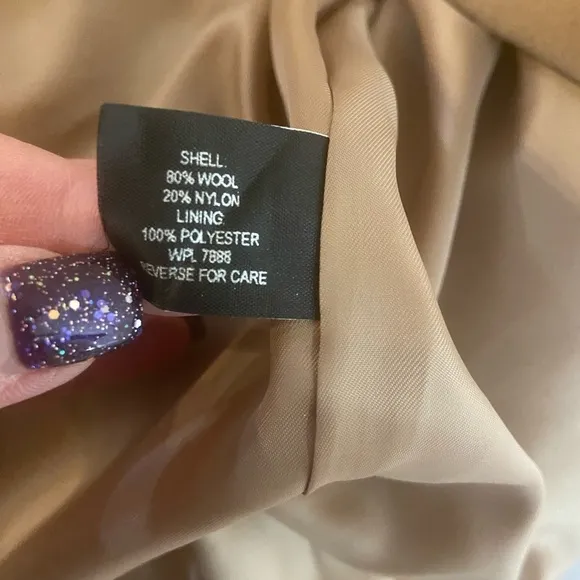 SHELL:
80% WOOL
20% NYLON
LINING
100% POLYESTER
WPL 7888
REVERSE FOR CARE